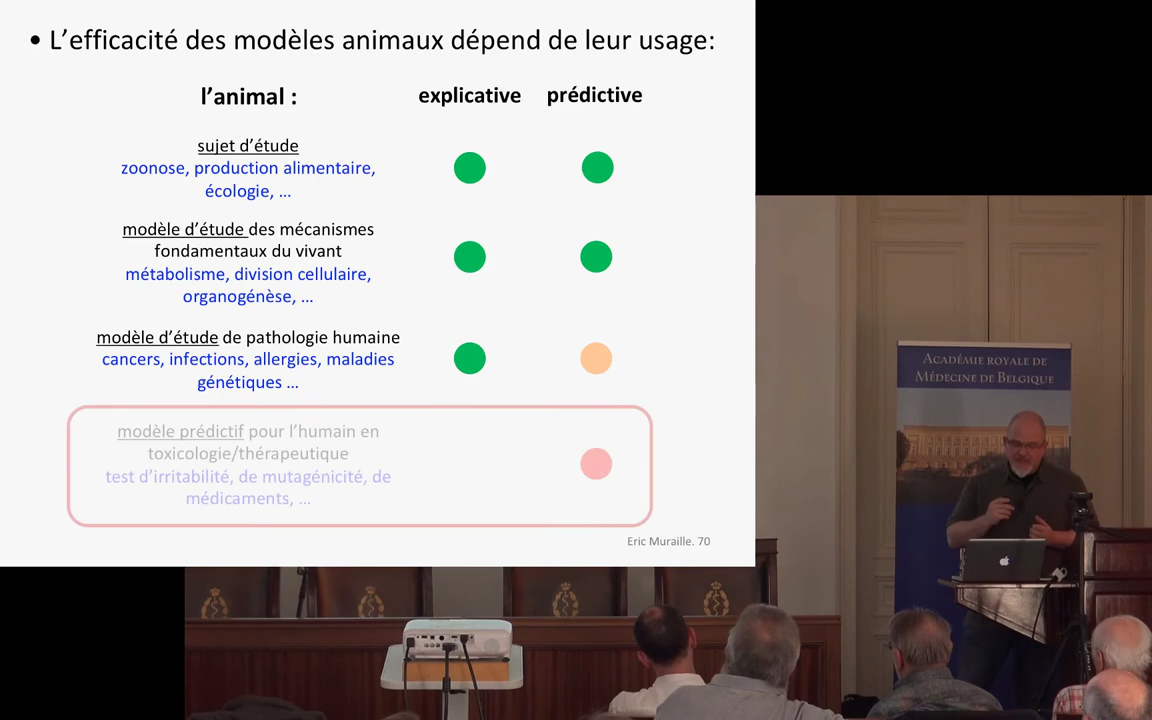 • L’efficacité des modèles animaux dépend de leur usage:
l’animal :
explicative
prédictive
sujet d’étude
zoonose, production alimentaire,
écologie, ...
modèle d’étude des mécanismes
fondamentaux du vivant
métabolisme, division cellulaire,
organogénèse, ...
modèle d’étude de pathologie humaine
cancers, infections, allergies, maladies
génétiques ...
modèle prédictif pour l’humain en
toxicologie/thérapeutique
test d’irritabilité, de mutagénicité, de
médicaments, ...
Eric Muraille. 70
Académie royale de
Médecine de Belgique